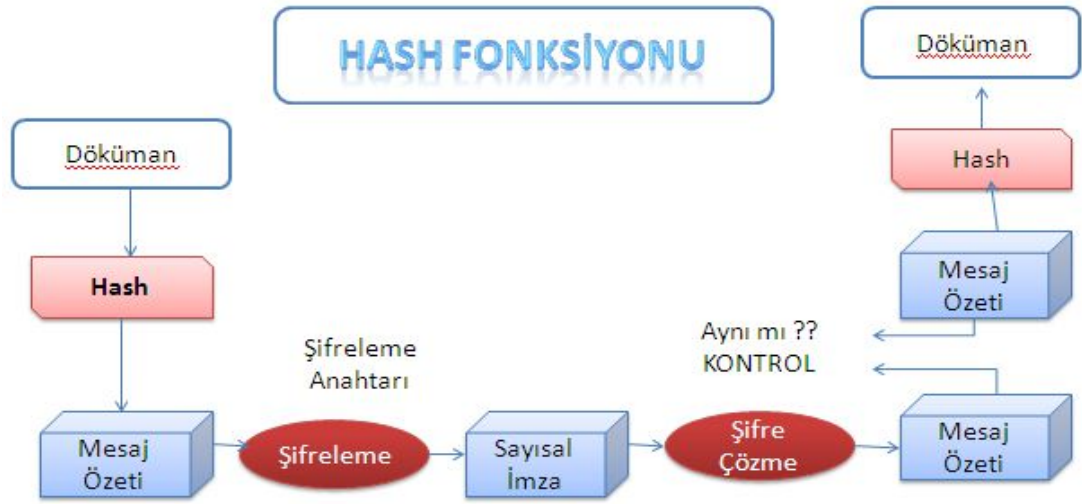 HASH FONKSİYONU
Döküman
Hash
Mesaj
Özeti
Şifreleme
Anahtarı
Şifreleme
Sayısal
İmza
Şifre
Çözme
Mesaj
Özeti
Aynı mı ??
KONTROL
Mesaj
Özeti
Hash
Döküman